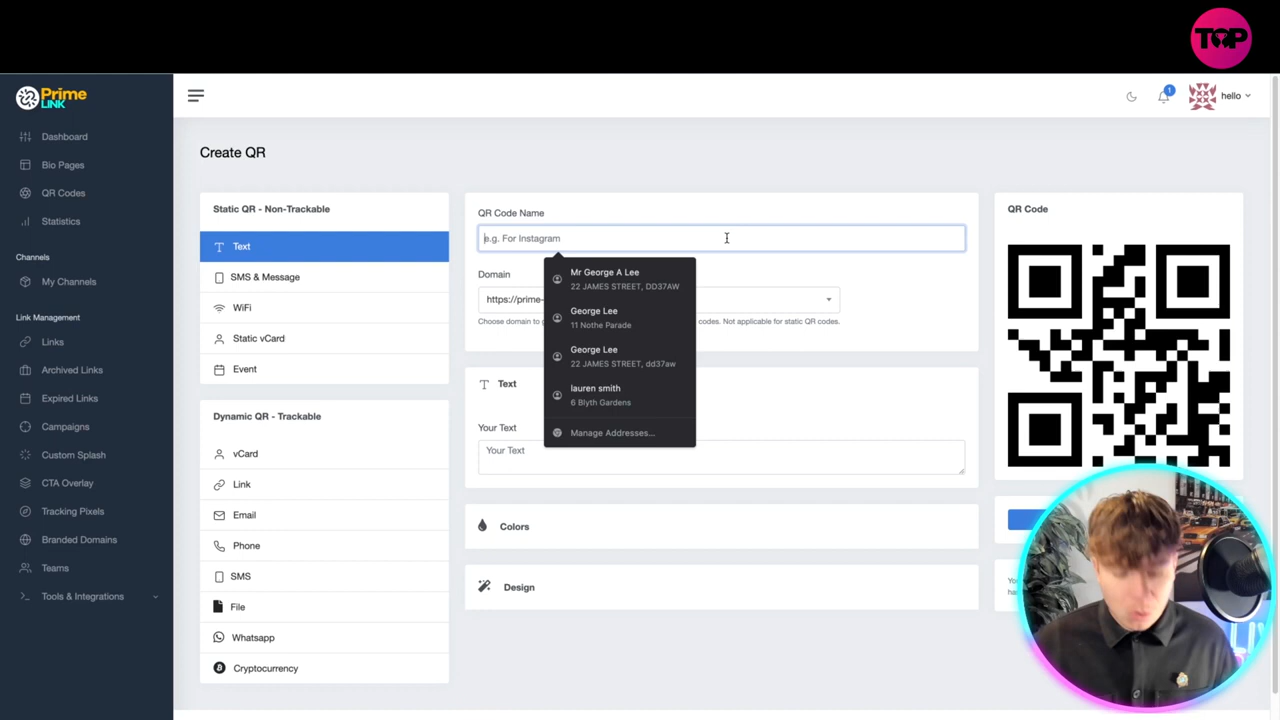 TOP
Prime
LINK
hello
1
Dashboard
Bio Pages
QR Codes
Statistics
Channels
My Channels
Link Management
Links
Archived Links
Expired Links
Campaigns
Custom Splash
CTA Overlay
Tracking Pixels
Branded Domains
Teams
Tools & Integrations
Create QR
Static QR - Non-Trackable
Text
SMS & Message
WiFi
Static vCard
Event
Dynamic QR - Trackable
vCard
Link
Email
Phone
SMS
File
Whatsapp
Cryptocurrency
QR Code Name
e.g. For Instagram
Domain
https://prime-
Choose domain to g codes. Not applicable for static QR codes.
Mr George A Lee
22 JAMES STREET, DD37AW
George Lee
11 Nothe Parade
George Lee
22 JAMES STREET, dd37aw
lauren smith
6 Blyth Gardens
Manage Addresses...
Text
Your Text
Your Text
Colors
Design
QR Code